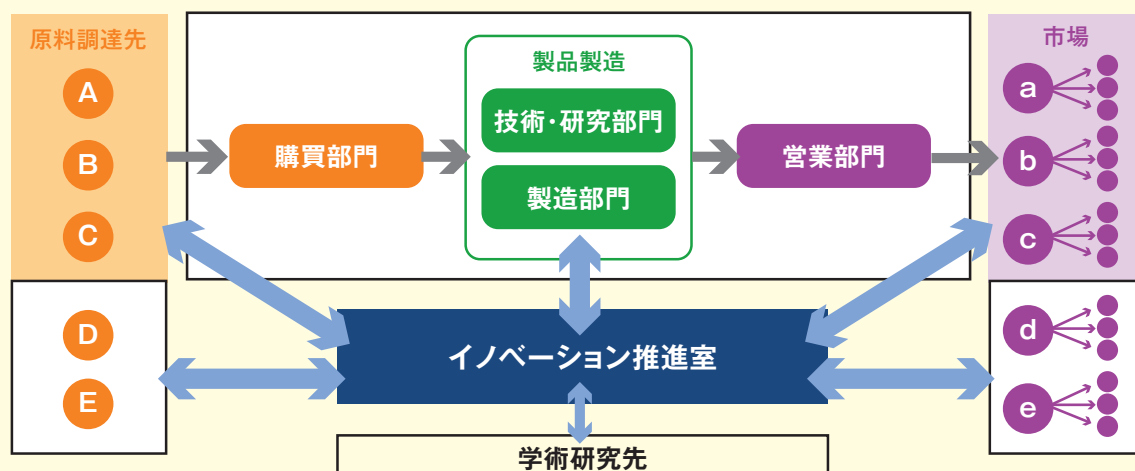 原料調達先
A
B
C
D
E
購買部門
製品製造
技術・研究部門
製造部門
営業部門
市場
a
b
c
d
e
イノベーション推進室
学術研究先